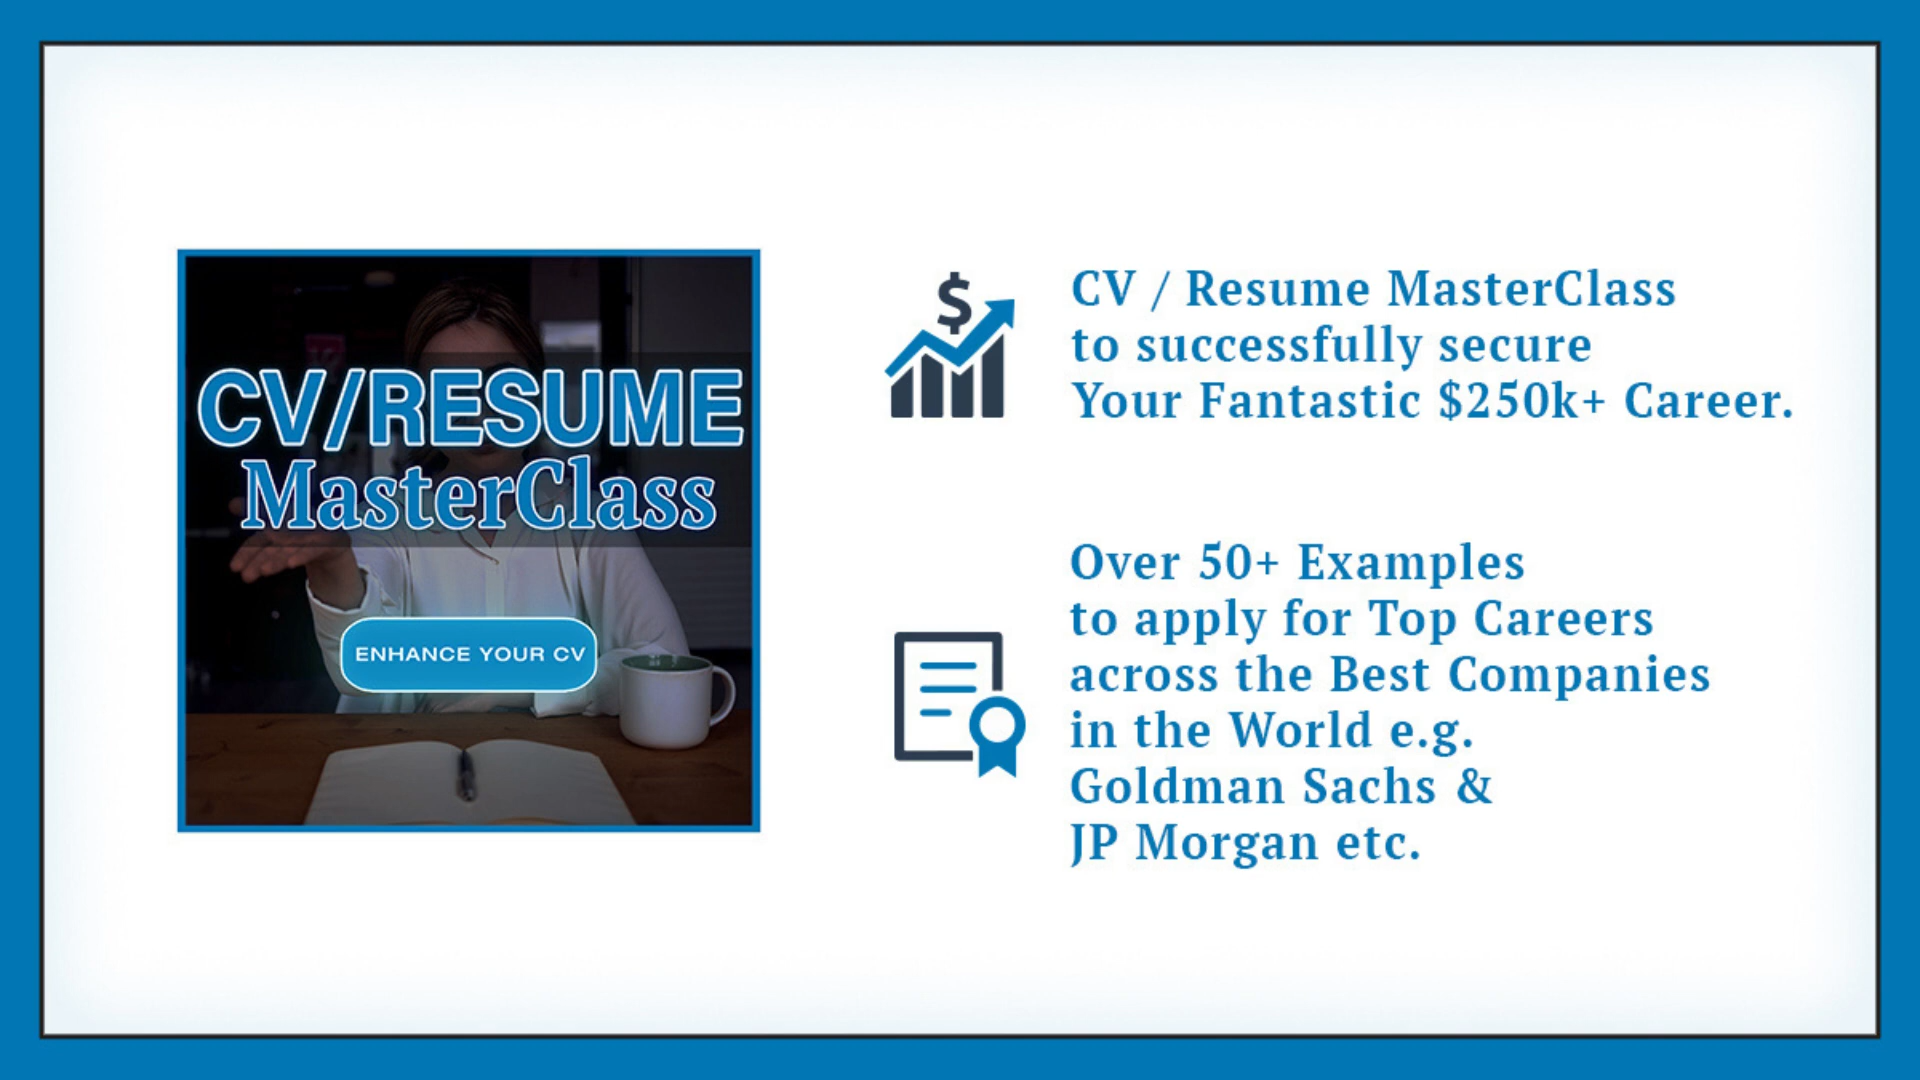 CV/RESUME
MasterClass
ENHANCE YOUR CV
$
CV / Resume MasterClass
to successfully secure
Your Fantastic $250k+ Career.
Over 50+ Examples
to apply for Top Careers
across the Best Companies
in the World e.g.
Goldman Sachs &
JP Morgan etc.